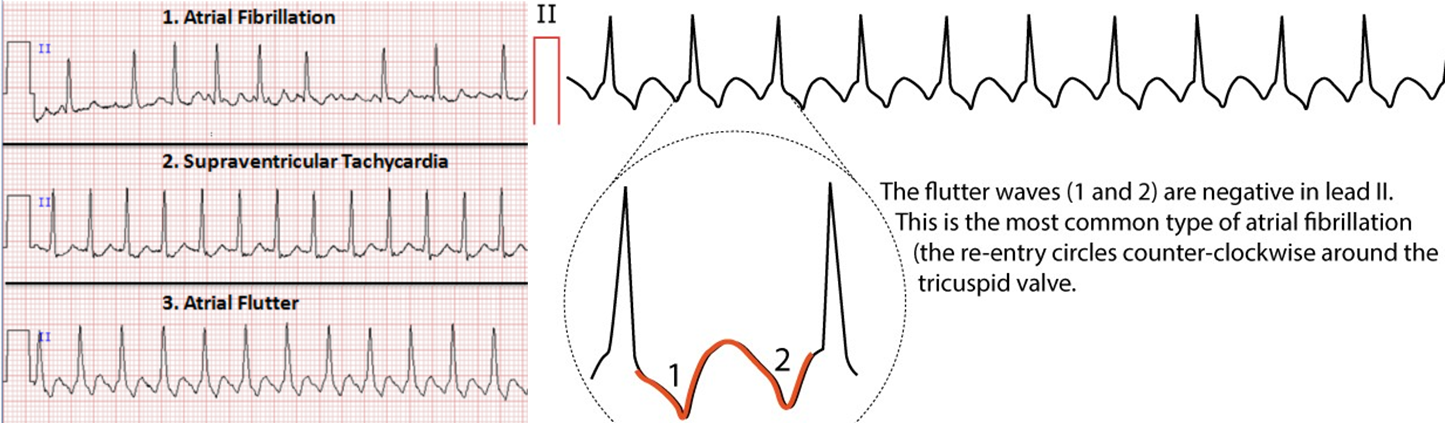 1. Atrial Fibrillation
II
2. Supraventricular Tachycardia
II
3. Atrial Flutter
II
II
The flutter waves (1 and 2) are negative in lead II.
This is the most common type of atrial fibrillation
(the re-entry circles counter-clockwise around the
tricuspid valve.
1
2